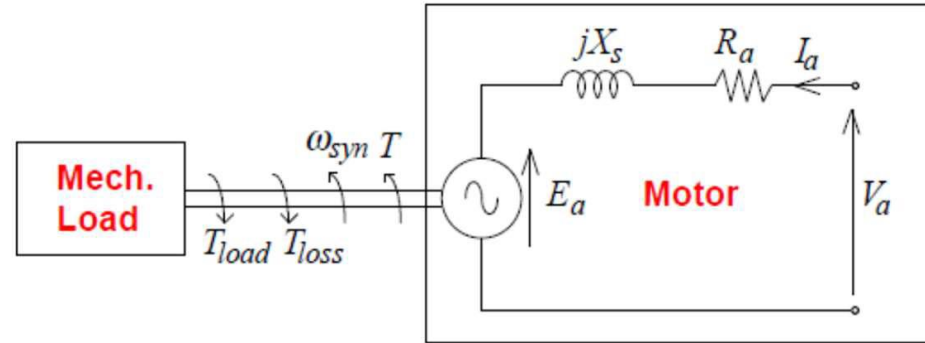 jX_s R_a I_a
ω_syn T
Mech.
Load
E_a Motor V_a
T_load T_loss